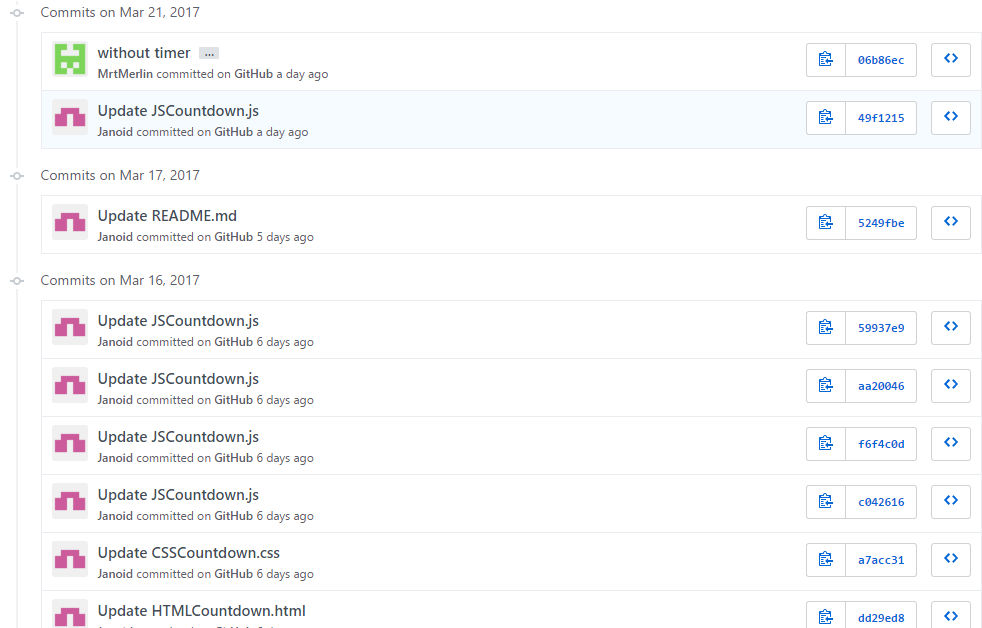 Commits on Mar 21, 2017
without timer …
MrtMerlin committed on GitHub a day ago
06b86ec
Update JSCountdown.js
Janoid committed on GitHub a day ago
49f1215
Commits on Mar 17, 2017
Update README.md
Janoid committed on GitHub 5 days ago
5249fbe
Commits on Mar 16, 2017
Update JSCountdown.js
Janoid committed on GitHub 6 days ago
59937e9
Update JSCountdown.js
Janoid committed on GitHub 6 days ago
aa20046
Update JSCountdown.js
Janoid committed on GitHub 6 days ago
f6f4c0d
Update JSCountdown.js
Janoid committed on GitHub 6 days ago
c042616
Update CSSCountdown.css
Janoid committed on GitHub 6 days ago
a7acc31
Update HTMLCountdown.html
dd29ed8